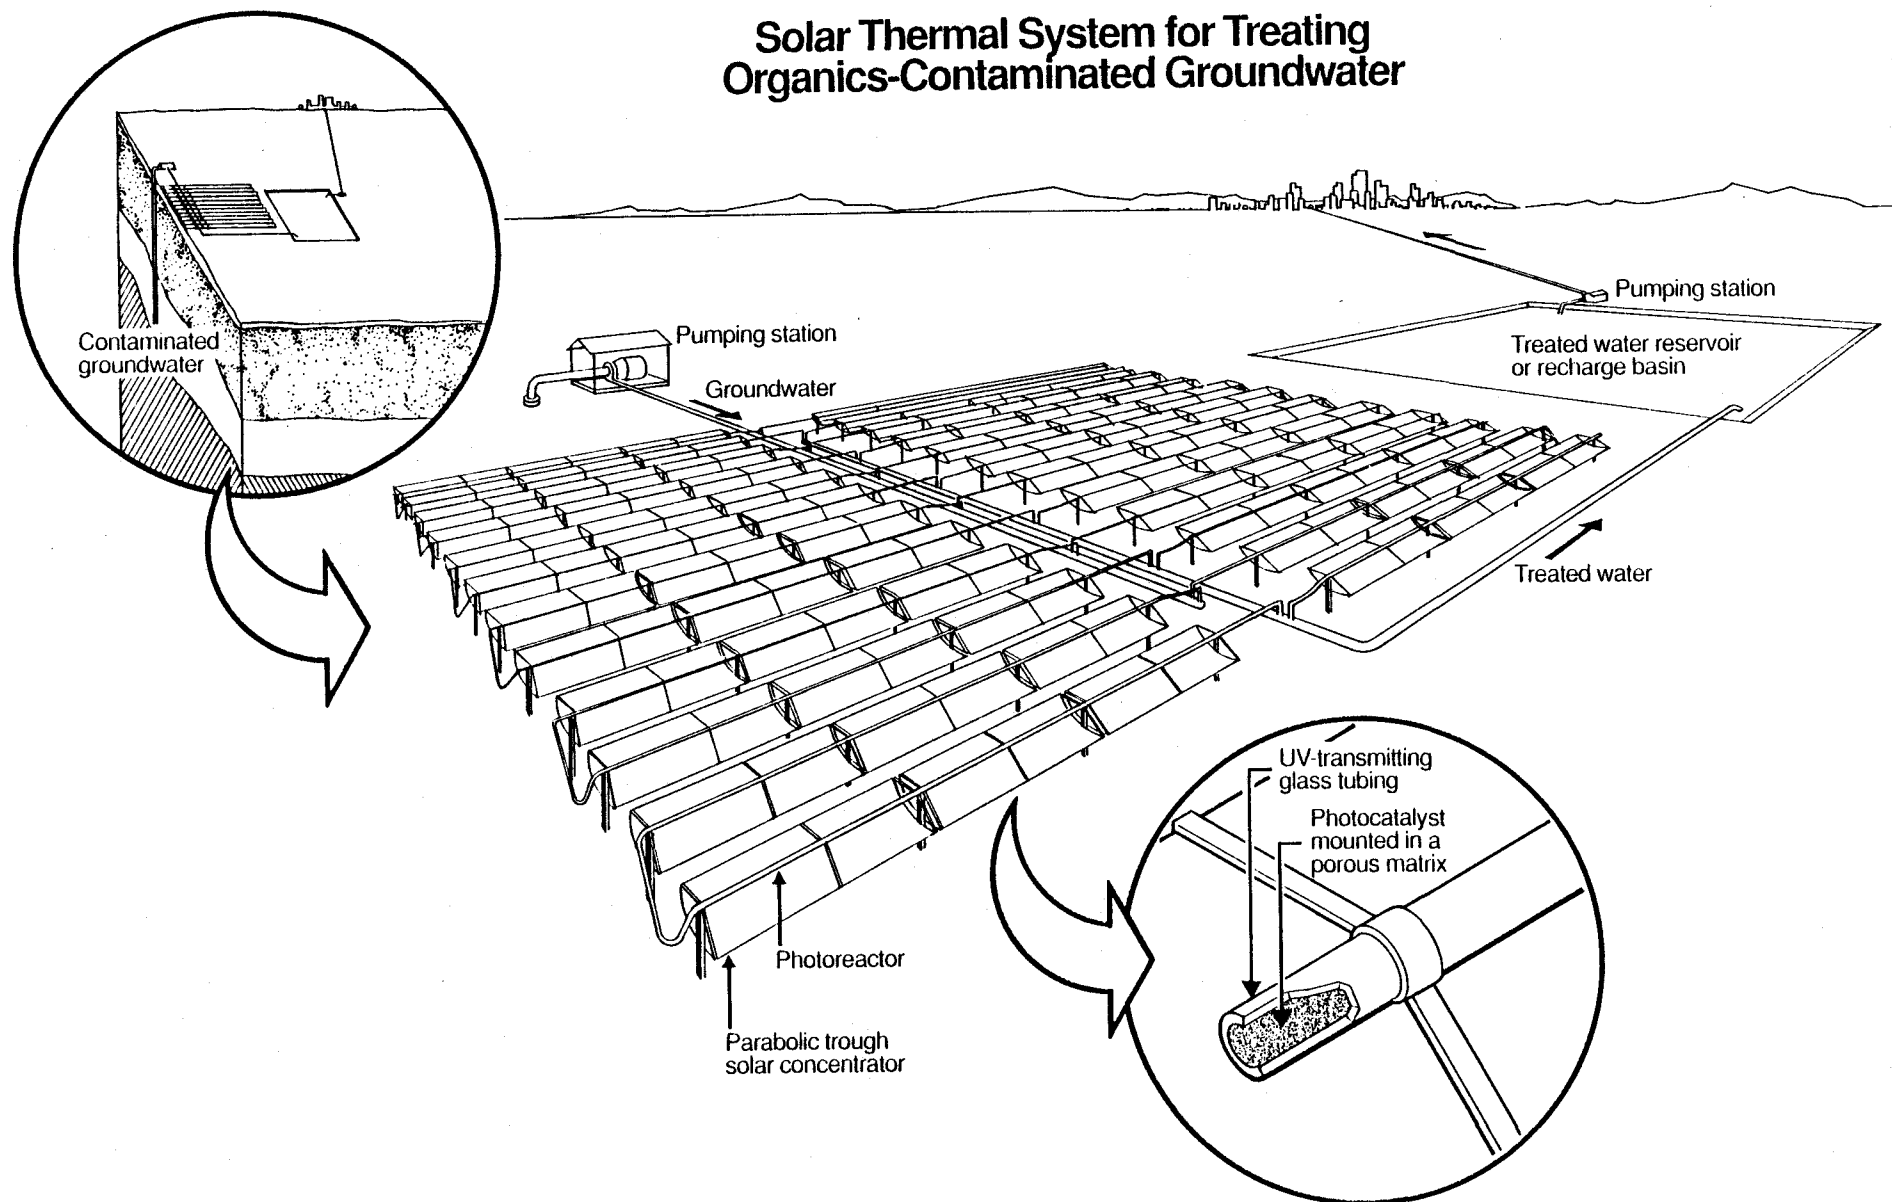 Solar Thermal System for Treating
Organics-Contaminated Groundwater
Contaminated
groundwater
Pumping station
Groundwater
Pumping station
Treated water reservoir
or recharge basin
Treated water
UV-transmitting
glass tubing
Photocatalyst
mounted in a
porous matrix
Photoreactor
Parabolic trough
solar concentrator